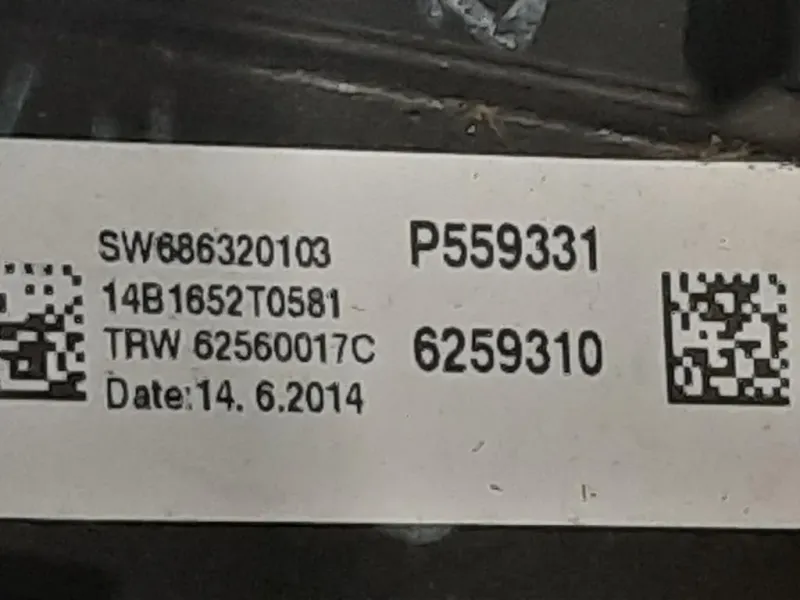 SW686320103
14B1652T0581
TRW 62560017C
Date:14. 6.2014
P559331
6259310